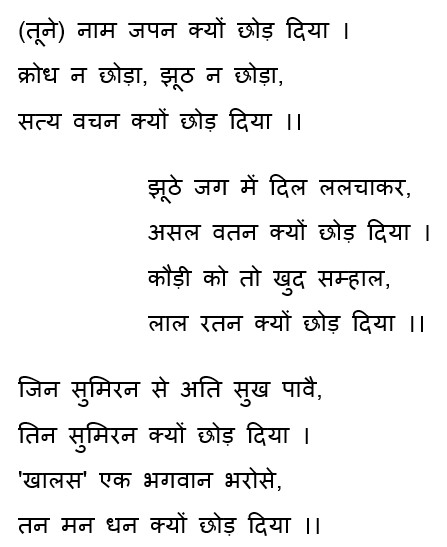 (तूने) नाम जपन क्यों छोड़ दिया ।
क्रोध न छोड़ा, झूठ न छोड़ा,
सत्य वचन क्यों छोड़ दिया ।।
झूठे जग में दिल ललचाकर,
असल वतन क्यों छोड़ दिया ।
कौड़ी को तो खुद सम्हाल,
लाल रतन क्यों छोड़ दिया ।।
जिन सुमिरन से अति सुख पावै,
तिन सुमिरन क्यों छोड़ दिया ।
'खालस' एक भगवान भरोसे,
तन मन धन क्यों छोड़ दिया ।।